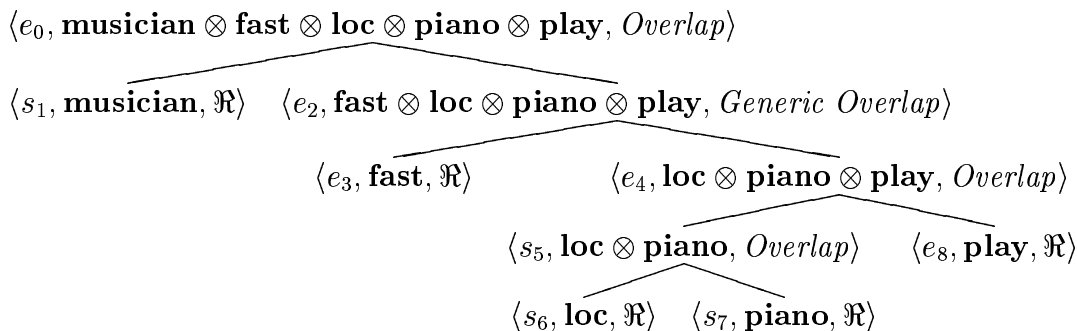 ⟨e₀, musician ⊗ fast ⊗ loc ⊗ piano ⊗ play, Overlap⟩
⟨s₁, musician, ℜ⟩ ⟨e₂, fast ⊗ loc ⊗ piano ⊗ play, Generic Overlap⟩
⟨e₃, fast, ℜ⟩ ⟨e₄, loc ⊗ piano ⊗ play, Overlap⟩
⟨s₅, loc ⊗ piano, Overlap⟩ ⟨e₈, play, ℜ⟩
⟨s₆, loc, ℜ⟩ ⟨s₇, piano, ℜ⟩